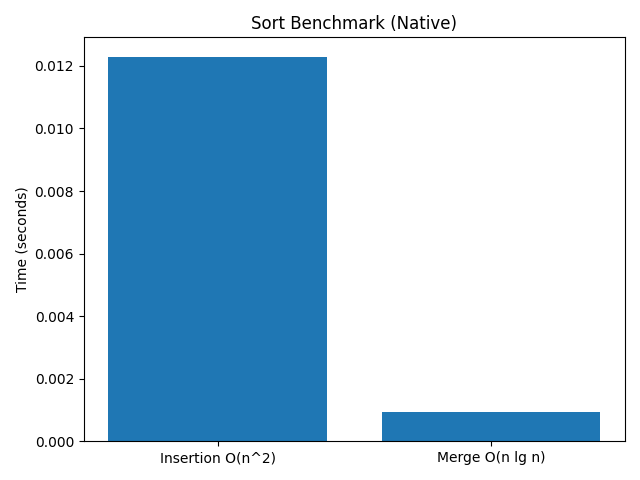 Sort Benchmark (Native)
Time (seconds)
0.012
0.010
0.008
0.006
0.004
0.002
0.000
Insertion O(n^2)
Merge O(n lg n)